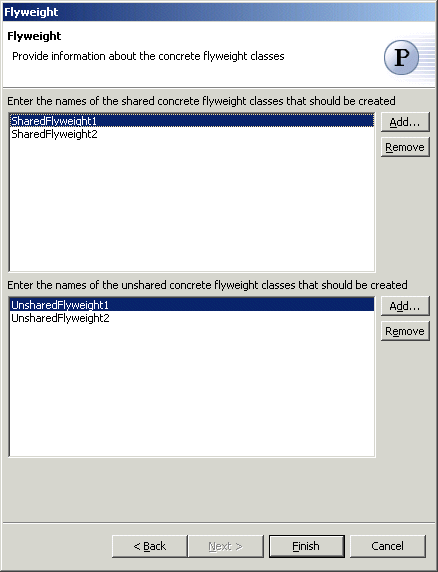 Flyweight
Flyweight
Provide information about the concrete flyweight classes
P
Enter the names of the shared concrete flyweight classes that should be created
SharedFlyweight1
SharedFlyweight2
Add...
Remove
Enter the names of the unshared concrete flyweight classes that should be created
UnsharedFlyweight1
UnsharedFlyweight2
Add...
Remove
< Back
Next >
Finish
Cancel